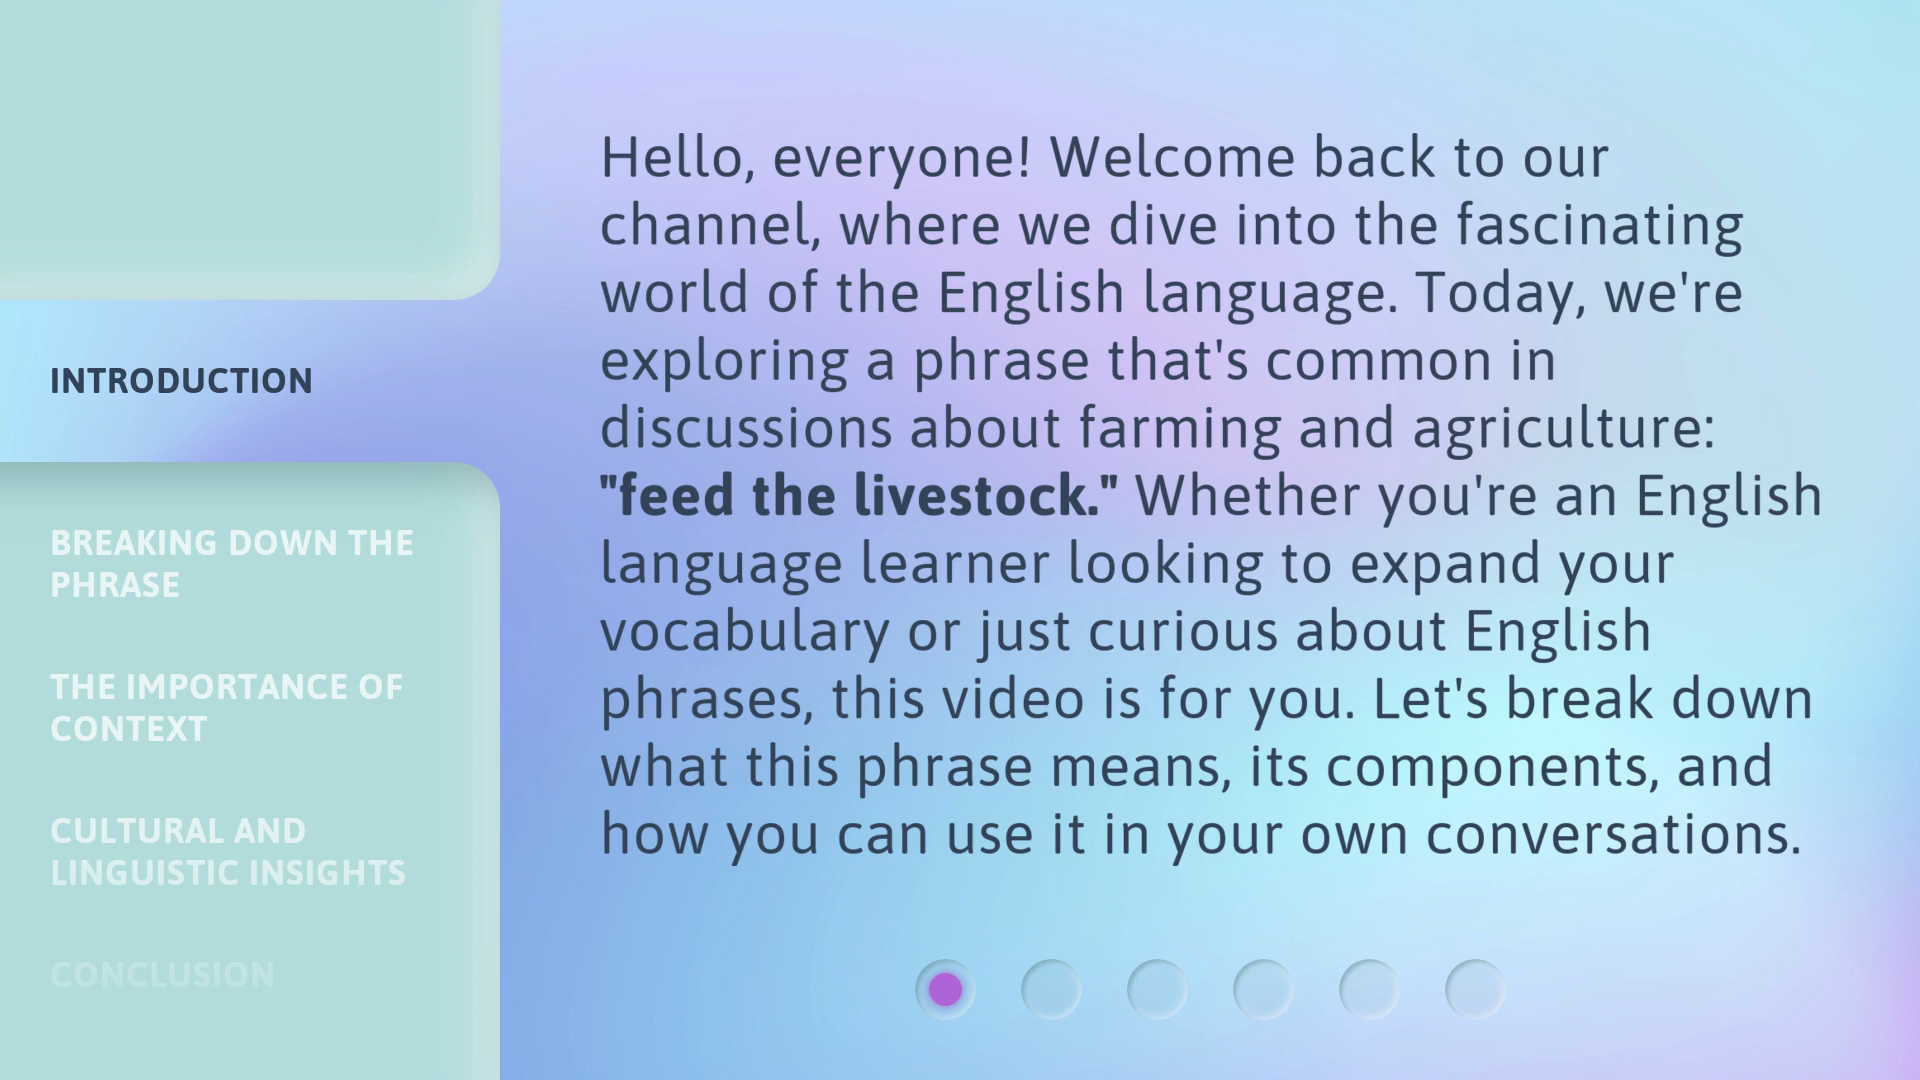 INTRODUCTION
BREAKING DOWN THE
PHRASE
THE IMPORTANCE OF
CONTEXT
CULTURAL AND
LINGUISTIC INSIGHTS
CONCLUSION
Hello, everyone! Welcome back to our
channel, where we dive into the fascinating
world of the English language. Today, we're
exploring a phrase that's common in
discussions about farming and agriculture:
"feed the livestock." Whether you're an English
language learner looking to expand your
vocabulary or just curious about English
phrases, this video is for you. Let's break down
what this phrase means, its components, and
how you can use it in your own conversations.